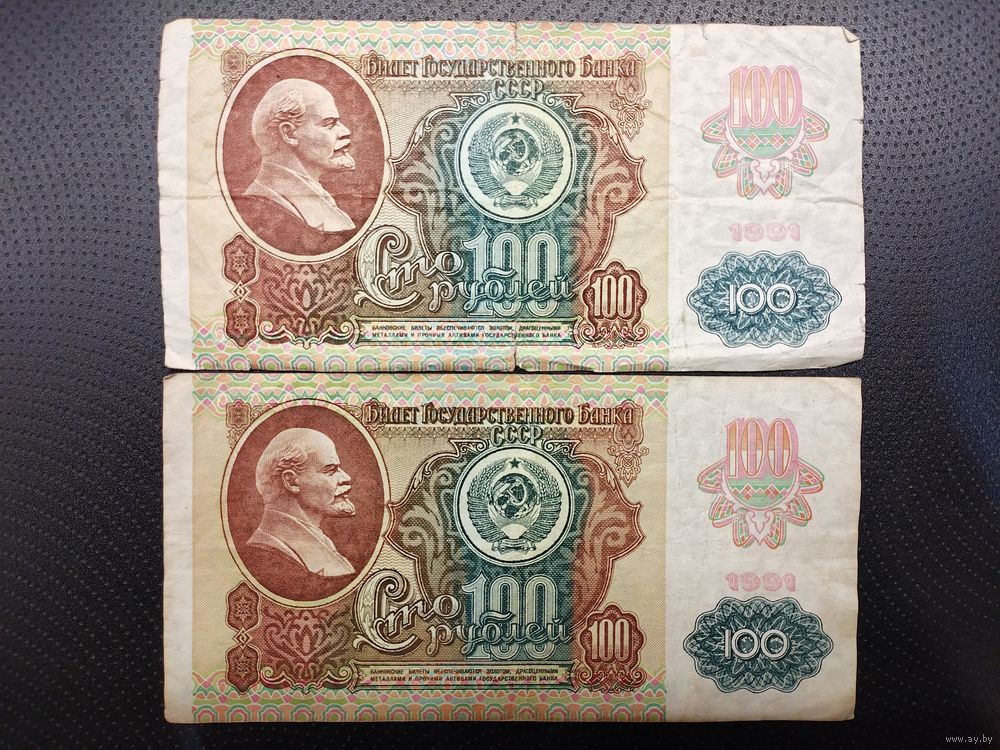 Билет Государственного Банка
СССР
100
1991
Сто
100
рублей
100
100
БАНКОВСКИЕ БИЛЕТЫ ОБЕСПЕЧИВАЮТСЯ ЗОЛОТОМ, ДРАГОЦЕННЫМИ
МЕТАЛЛАМИ И ПРОЧИМИ АКТИВАМИ ГОСУДАРСТВЕННОГО БАНКА
Билет Государственного Банка
СССР
100
1991
Сто
100
рублей
100
100
БАНКОВСКИЕ БИЛЕТЫ ОБЕСПЕЧИВАЮТСЯ ЗОЛОТОМ, ДРАГОЦЕННЫМИ
МЕТАЛЛАМИ И ПРОЧИМИ АКТИВАМИ ГОСУДАРСТВЕННОГО БАНКА
www.ay.by